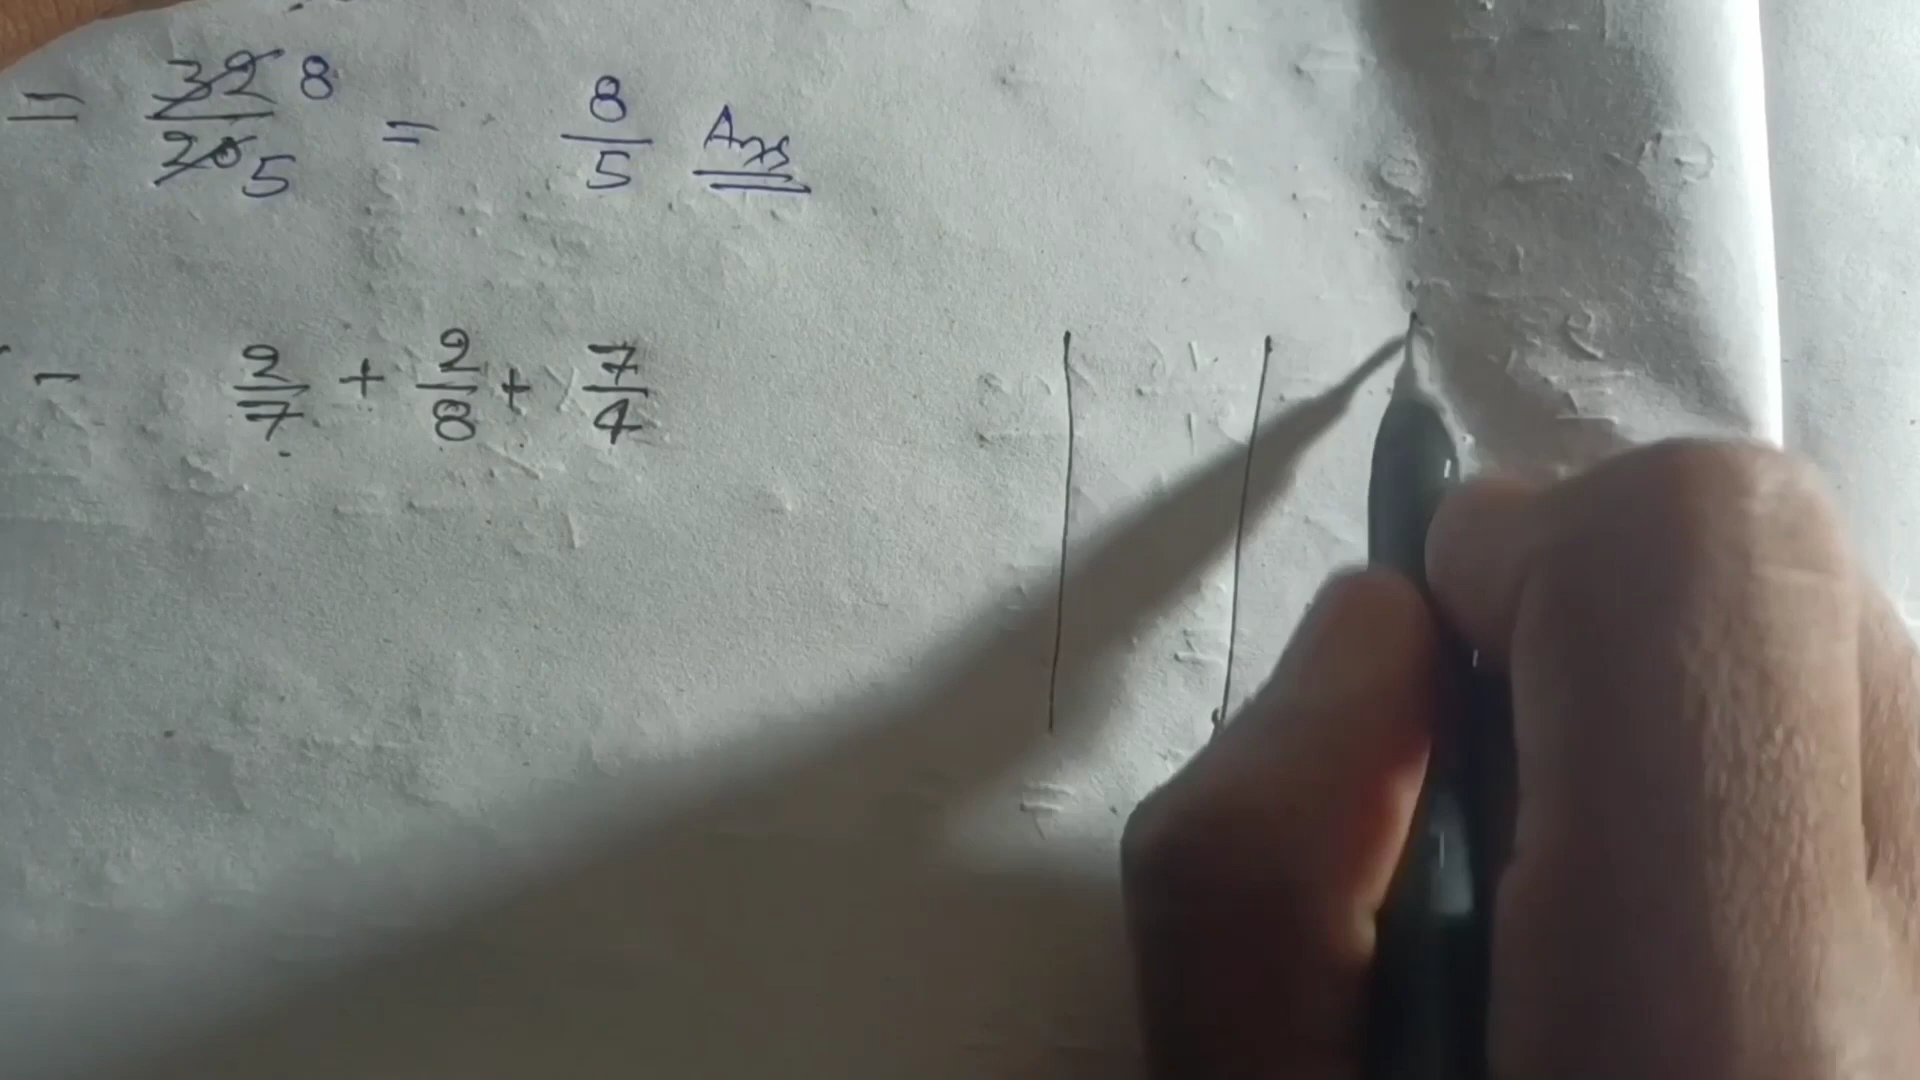 = 32/20 8 5 = 8/5 Ans
- 2/7 + 2/8 + 7/4